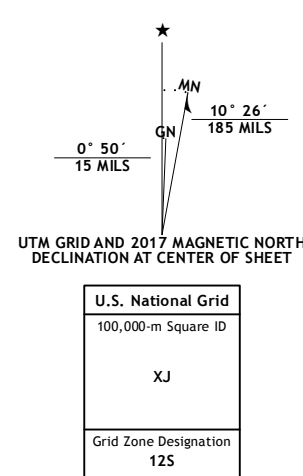 ★
MN
GN
10° 26´
185 MILS
0° 50´
15 MILS
UTM GRID AND 2017 MAGNETIC NORTH
DECLINATION AT CENTER OF SHEET
U.S. National Grid
100,000-m Square ID
XJ
Grid Zone Designation
12S